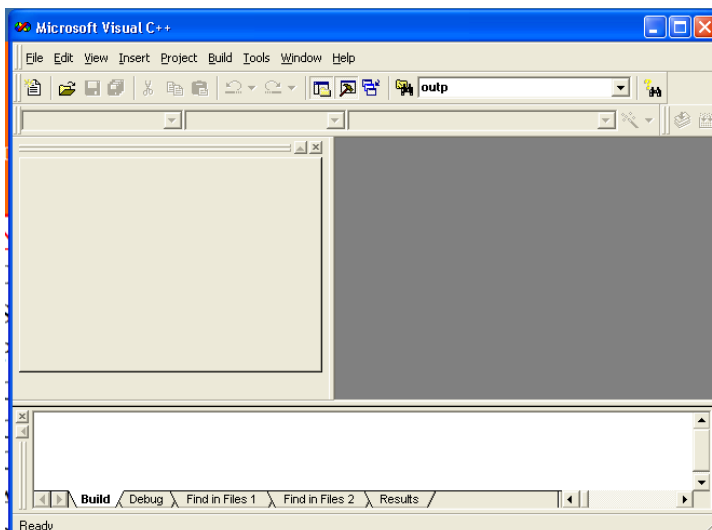 Microsoft Visual C++
File Edit View Insert Project Build Tools Window Help
outp
Build Debug Find in Files 1 Find in Files 2 Results
Ready